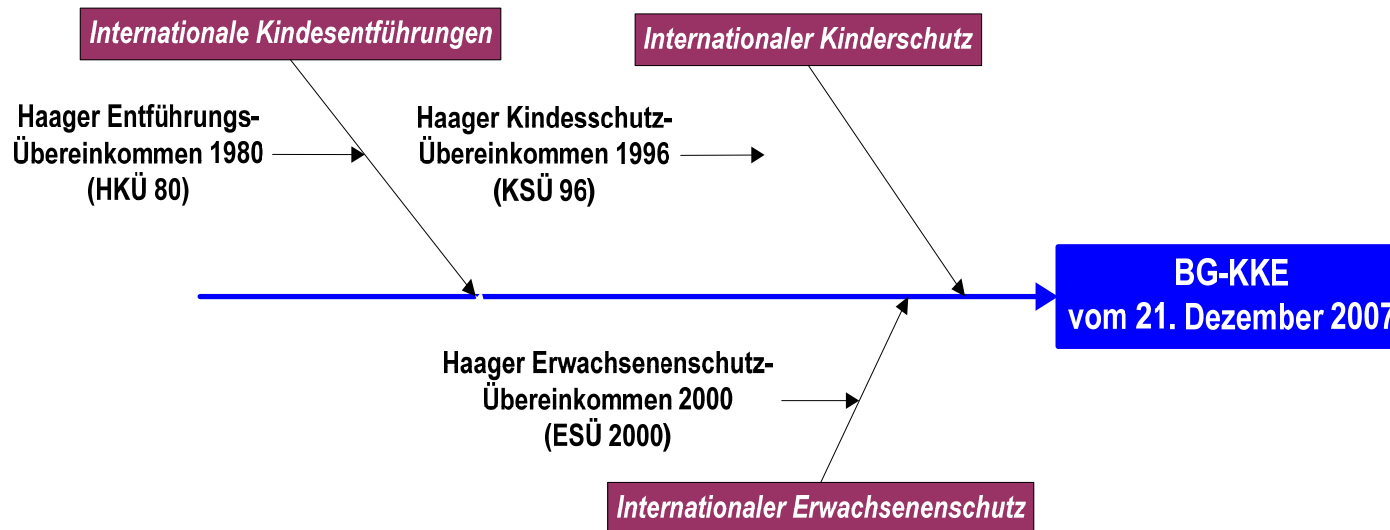 Internationale Kindesentführungen
Internationaler Kinderschutz
Haager Entführungs-
Übereinkommen 1980
(HKÜ 80)
Haager Kindesschutz-
Übereinkommen 1996
(KSÜ 96)
BG-KKE
vom 21. Dezember 2007
Haager Erwachsenenschutz-
Übereinkommen 2000
(ESÜ 2000)
Internationaler Erwachsenenschutz